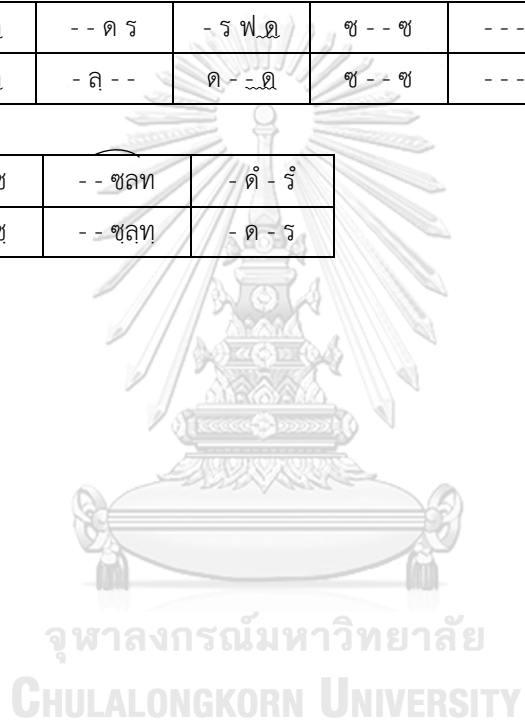 - - ด ร - ร ฟ ด ซ - - ซ - - -
- ลฺ - - ด - - ด ซ - - ซ - - -
- - ซลท - ดํ - รํ
- - ซฺลฺทฺ - ด - ร
จุฬาลงกรณ์มหาวิทยาลัย
CHULALONGKORN UNIVERSITY